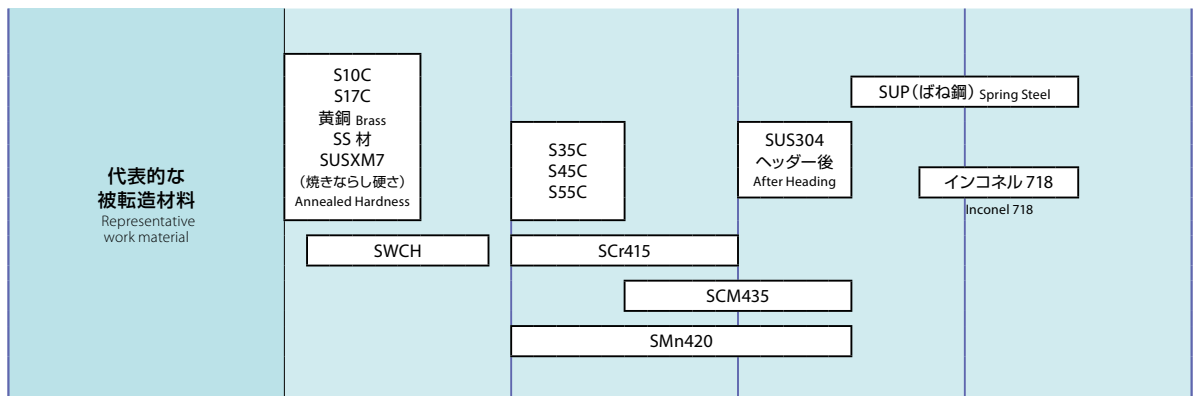 代表的な
被転造材料
Representative
work material
S10C
S17C
黄銅 Brass
SS 材
SUSXM7
（焼きならし硬さ）
Annealed Hardness
SWCH
S35C
S45C
S55C
SCr415
SCM435
SMn420
SUS304
ヘッダー後
After Heading
SUP（ばね鋼） Spring Steel
インコネル 718
Inconel 718